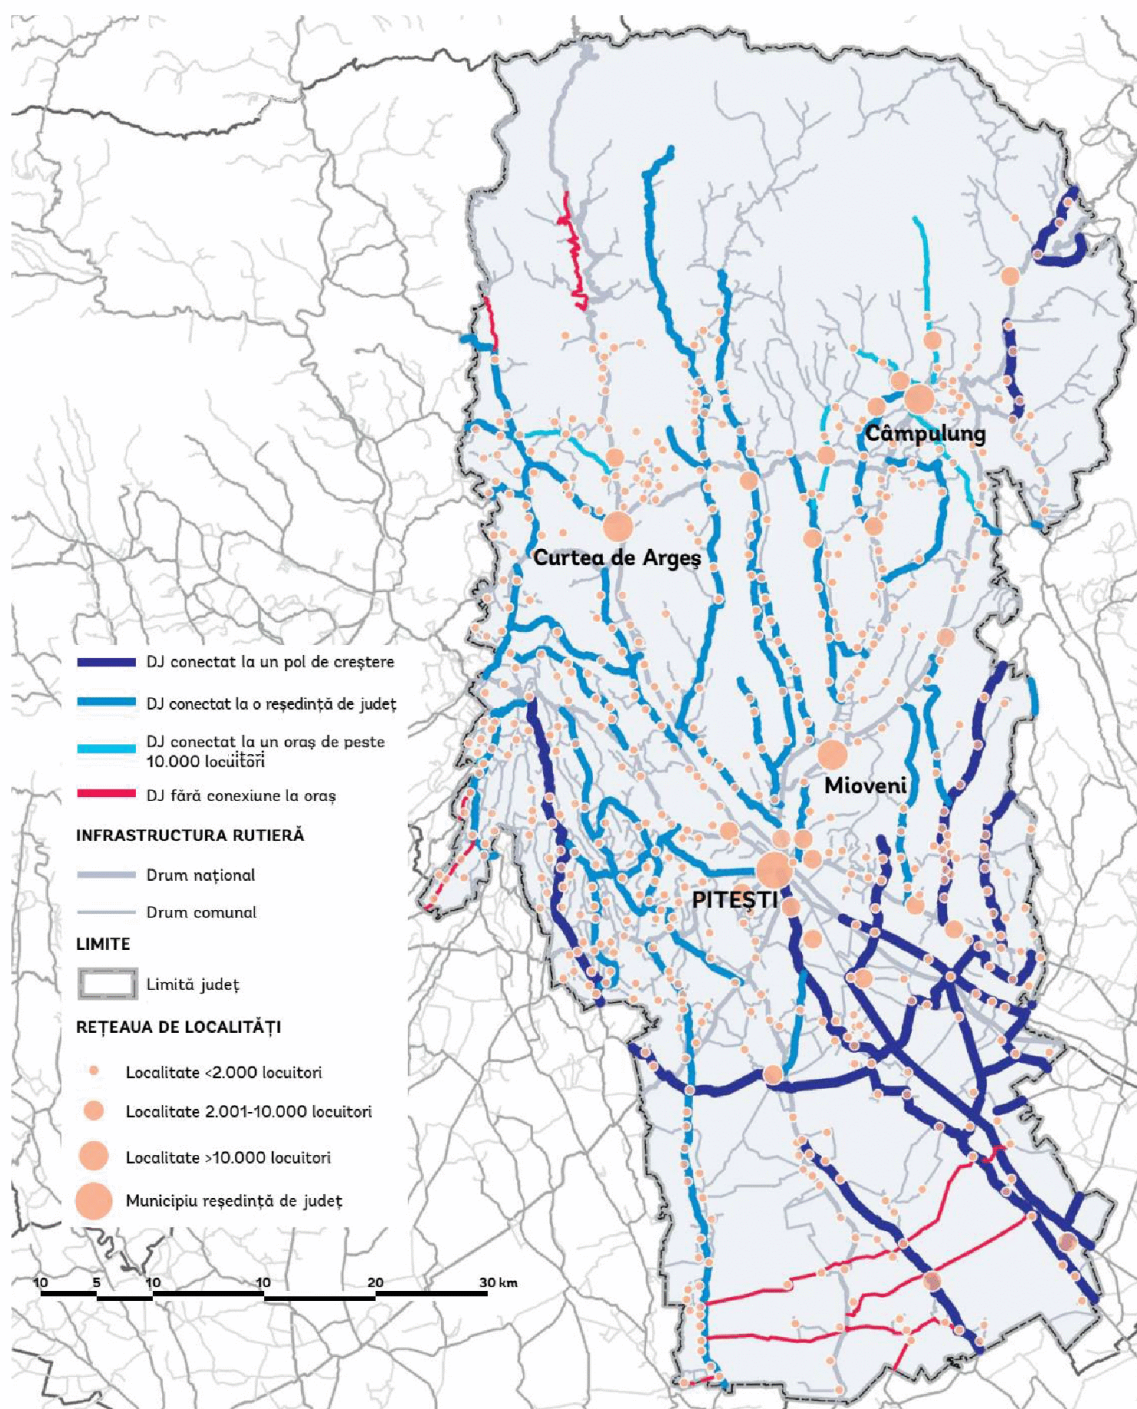 Câmpulung
Curtea de Argeș
Mioveni
PITEȘTI
DJ conectat la un pol de creștere
DJ conectat la o reședință de județ
DJ conectat la un oraș de peste
10.000 locuitori
DJ fără conexiune la oraș
INFRASTRUCTURA RUTIERĂ
Drum național
Drum comunal
LIMITE
Limită județ
REȚEAUA DE LOCALITĂȚI
Localitate <2.000 locuitori
Localitate 2.001-10.000 locuitori
Localitate >10.000 locuitori
Municipiu reședință de județ
10 5 10 10 20 30 km